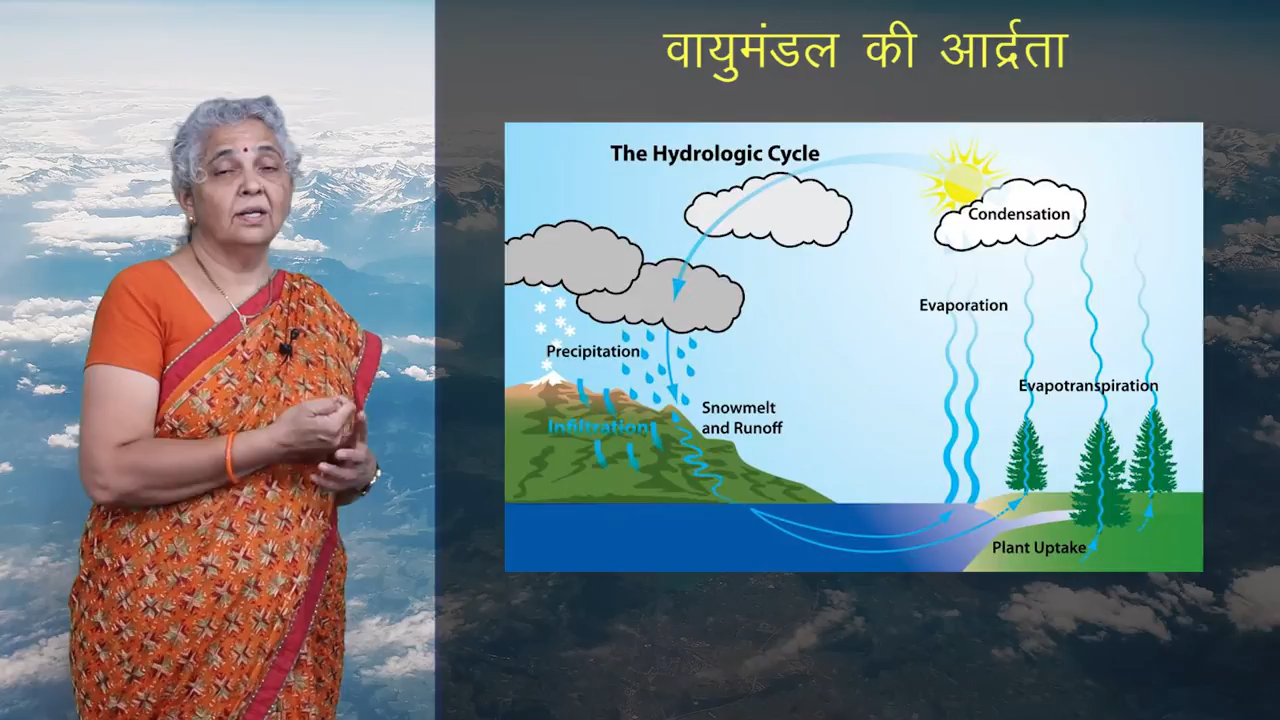 वायुमंडल की आर्द्रता
The Hydrologic Cycle
Condensation
Evaporation
Precipitation
Evapotranspiration
Snowmelt
and Runoff
Infiltration
Plant Uptake